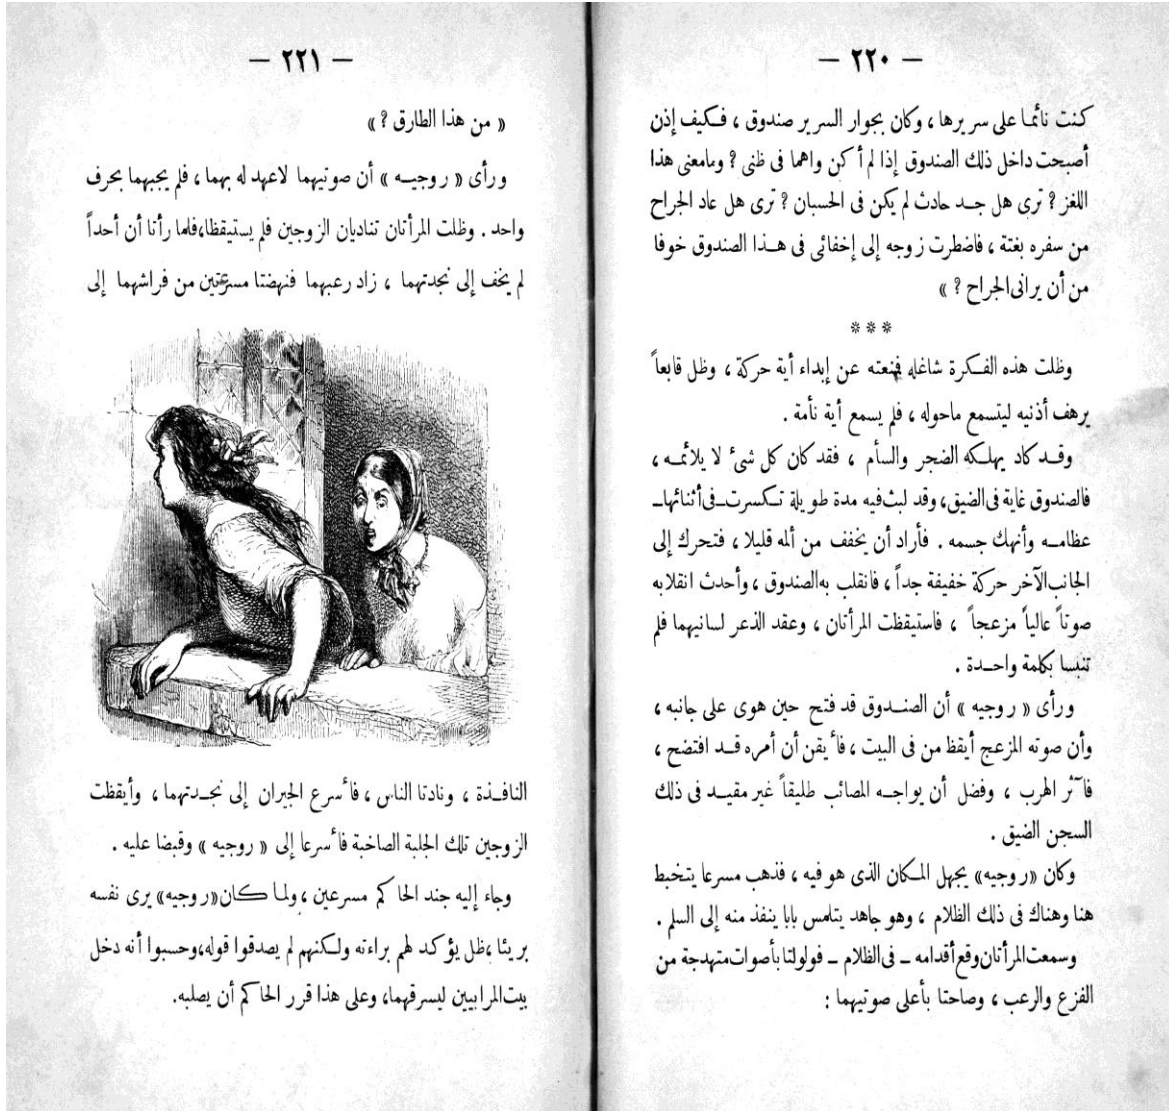 — ٢٢٠ —
كنت نائما على سريرها ، وكان بجوار السرير صندوق ، فكيف إذن
أصبحت داخل ذلك الصندوق إذا لم أكن واهما فى ظنى ? ومامعنى هذا
اللغز ? ترى هل جد حادث لم يكن فى الحسبان ? ترى هل عاد الجراح
من سفره بغتة ، فاضطرت زوجه إلى إخفائى فى هذا الصندوق خوفا
من أن يرانى الجراح ? »
* * *
وظلت هذه الفكرة شاغله فمنعته عن إبداء أية حركة ، وظل قابعاً
يرهف أذنيه ليتسمع ماحوله ، فلم يسمع أية نأمة .
وقد كاد يهلكه الضجر والسأم ، فقد كان كل شئ لا يلائمه ،
فالصندوق غاية فى الضيق، وقد لبث فيه مدة طويلة تكسرت ــ فى أثنائها ــ
عظامه وأنهك جسمه . فأراد أن يخفف من ألمه قليلا ، فتحرك إلى
الجانب الآخر حركة خفيفة جداً ، فانقلب به الصندوق ، وأحدث انقلابه
صوتاً عالياً مزعجاً ، فاستيقظت المرأتان ، وعقد الذعر لسانيهما فلم
تنبسا بكلمة واحدة .
ورأى « روجيه » أن الصندوق قد فتح حين هوى على جانبه ،
وأن صوته المزعج أيقظ من فى البيت ، فأيقن أن أمره قد افتضح ،
فآثر الهرب ، وفضل أن يواجه المصائب طليقاً غير مقيد فى ذلك
السجن الضيق .
وكان «روجيه» يجهل المكان الذى هو فيه ، فذهب مسرعا يتخبط
هنا وهناك فى ذلك الظلام ، وهو جاهد يتلمس بابا ينفذ منه إلى السلم .
وسمعت المرأتان وقع أقدامه ــ فى الظلام ــ فولولتا بأصوات متهدجة من
الفزع والرعب ، وصاحتا بأعلى صوتيهما :
— ٢٢١ —
« من هذا الطارق ? »
ورأى « روجيه » أن صوتيهما لاعهد له بهما ، فلم يجبهما بحرف
واحد . وظلت المرأتان تناديان الزوجين فلم يستيقظا، فلما رأتا أن أحداً
لم يخف إلى نجدتهما ، زاد رعبهما فنهضتا مسرعتين من فراشهما إلى
النافذة ، ونادتا الناس ، فأسرع الجيران إلى نجدتهما ، وأيقظت
الزوجين تلك الجلبة الصاخبة فأسرعا إلى « روجيه » وقبضا عليه .
وجاء إليه جند الحاكم مسرعين ، ولما كان «روجيه» يرى نفسه
بريئا ، ظل يؤكد لهم براءته ولكنهم لم يصدقوا قوله، وحسبوا أنه دخل
بيت المرابيين ليسرقهما، وعلى هذا قرر الحاكم أن يصلبه.